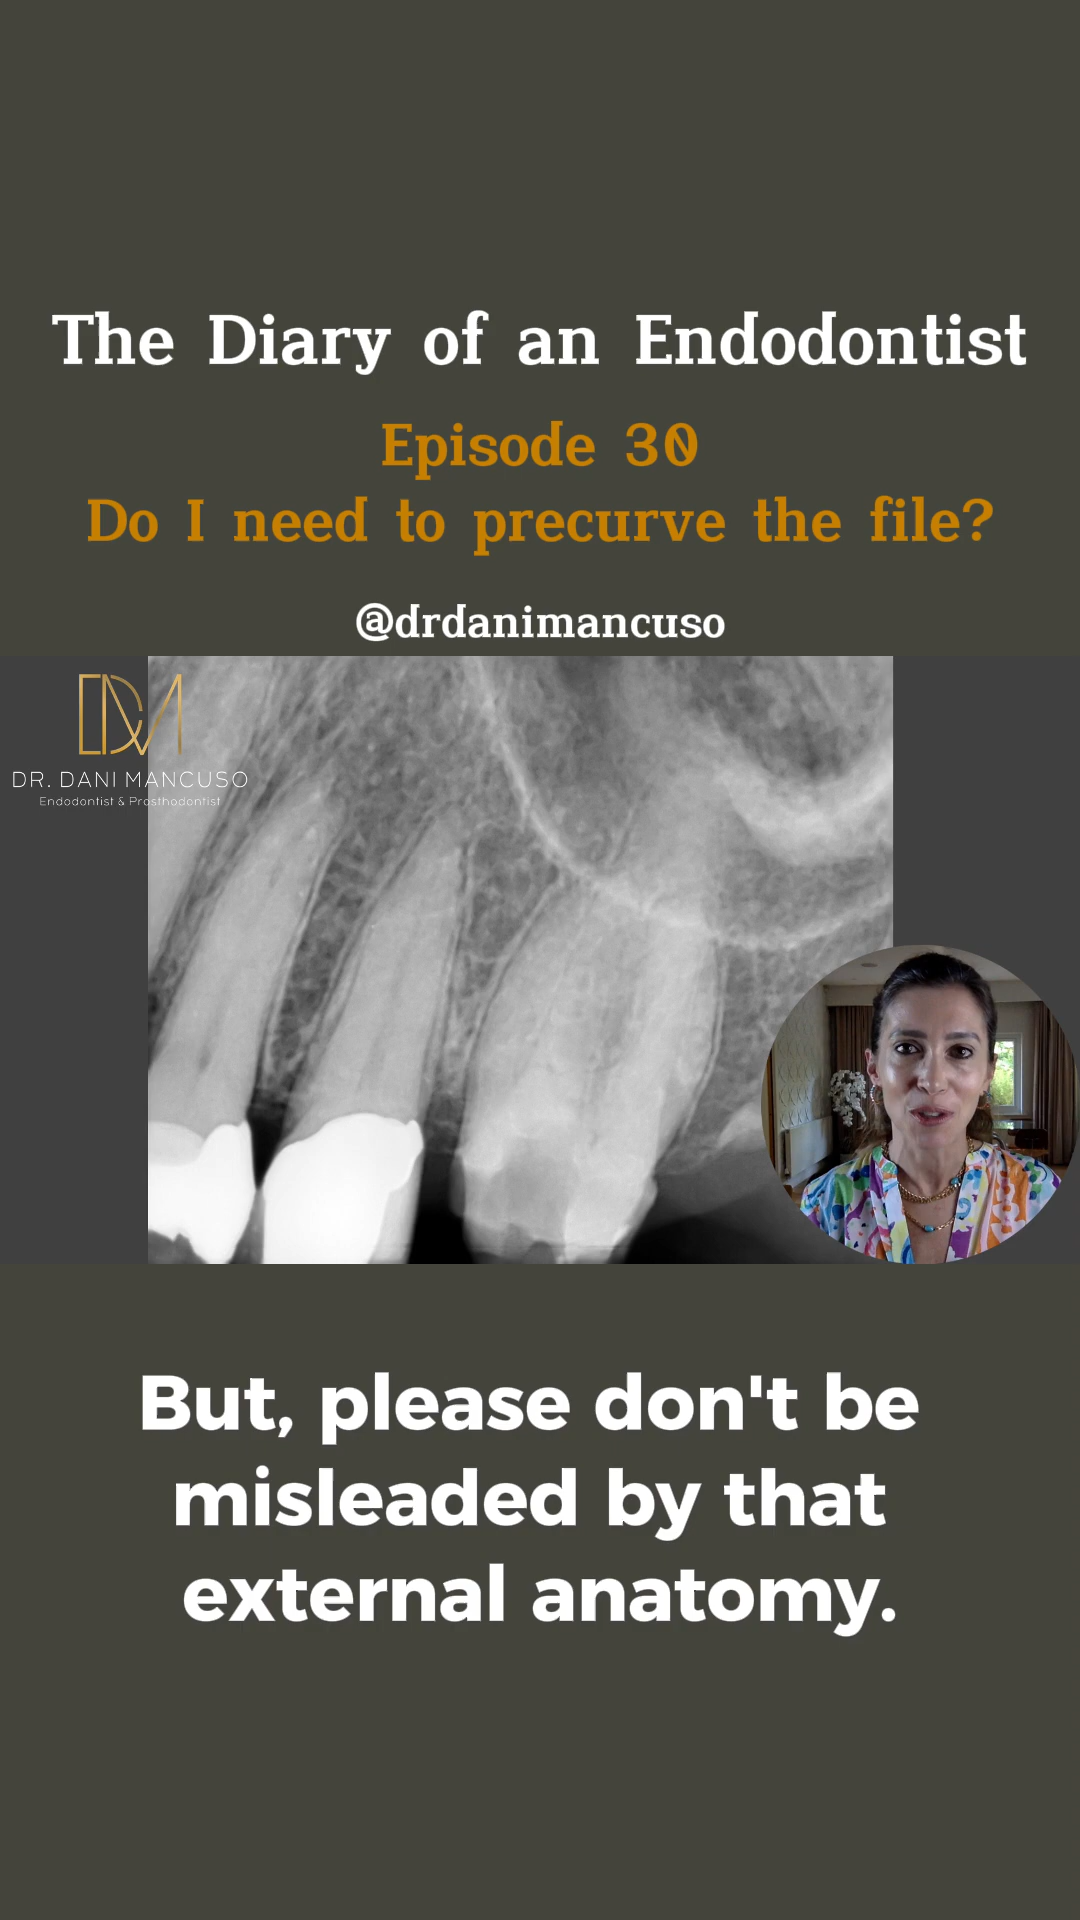 The Diary of an Endodontist
Episode 30
Do I need to precurve the file?
@drdanimancuso
DM
DR. DANI MANCUSO
Endodontist & Prosthodontist
But, please don't be
misleaded by that
external anatomy.